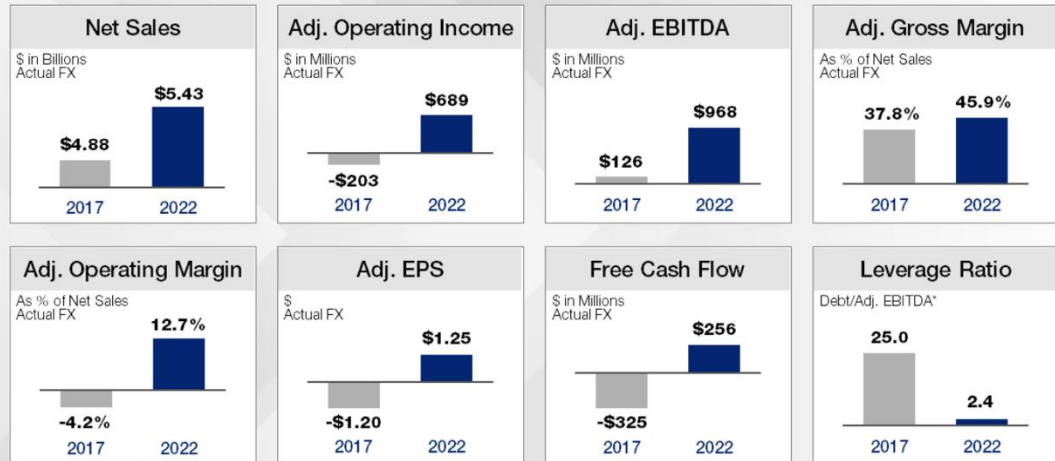 Net Sales
$ in Billions
Actual FX
$4.88
$5.43
2017
2022
Adj. Operating Income
$ in Millions
Actual FX
-$203
$689
2017
2022
Adj. EBITDA
$ in Millions
Actual FX
$126
$968
2017
2022
Adj. Gross Margin
As % of Net Sales
Actual FX
37.8%
45.9%
2017
2022
Adj. Operating Margin
As % of Net Sales
Actual FX
-4.2%
12.7%
2017
2022
Adj. EPS
$
Actual FX
-$1.20
$1.25
2017
2022
Free Cash Flow
$ in Millions
Actual FX
-$325
$256
2017
2022
Leverage Ratio
Debt/Adj. EBITDA*
25.0
2.4
2017
2022